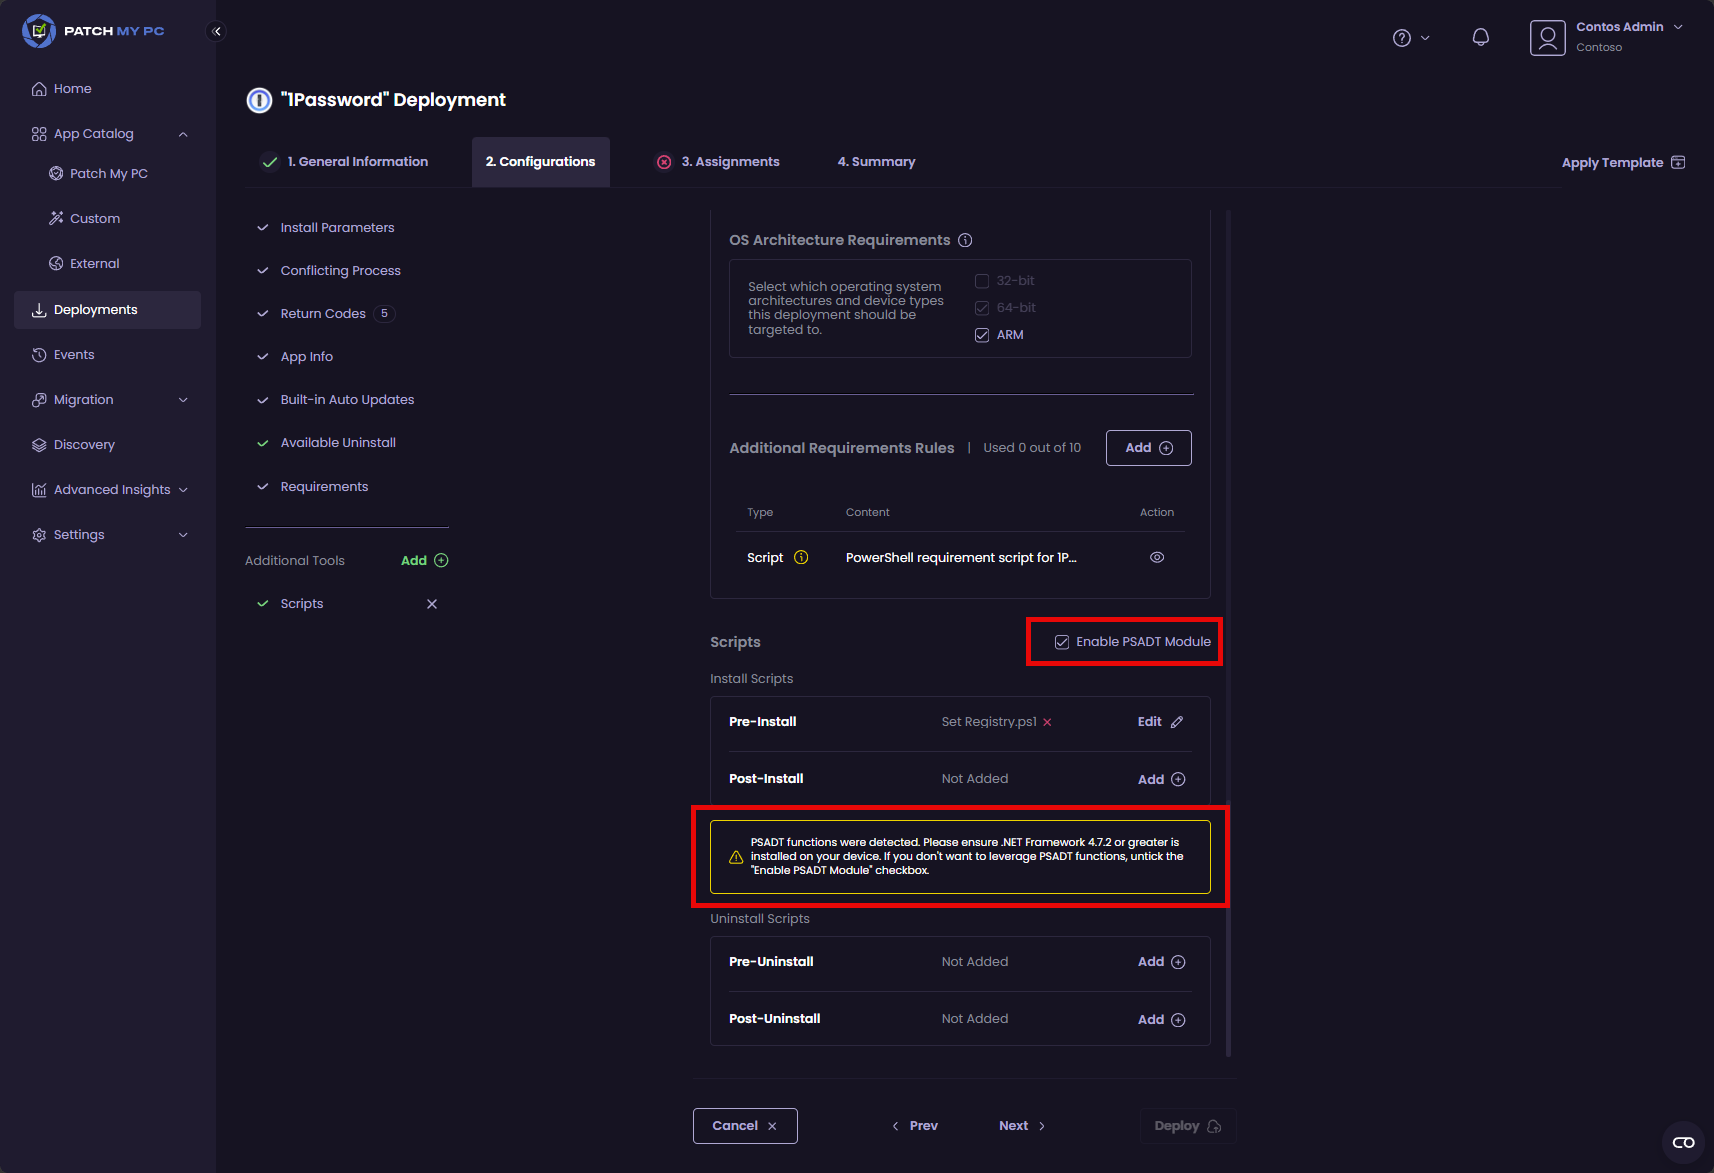 PATCH MY PC
Home
App Catalog
Patch My PC
Custom
External
Deployments
Events
Migration
Discovery
Advanced Insights
Settings
Contos Admin
Contoso
"1Password" Deployment
1. General Information
2. Configurations
3. Assignments
4. Summary
Apply Template
Install Parameters
Conflicting Process
Return Codes 5
App Info
Built-in Auto Updates
Available Uninstall
Requirements
Additional Tools
Add
Scripts
OS Architecture Requirements
Select which operating system
architectures and device types
this deployment should be
targeted to.
32-bit
64-bit
ARM
Additional Requirements Rules | Used 0 out of 10
Add
Type Content Action
Script PowerShell requirement script for 1P...
Scripts
Enable PSADT Module
Install Scripts
Pre-Install Set Registry.ps1 Edit
Post-Install Not Added Add
PSADT functions were detected. Please ensure .NET Framework 4.7.2 or greater is
installed on your device. If you don't want to leverage PSADT functions, untick the
"Enable PSADT Module" checkbox.
Uninstall Scripts
Pre-Uninstall Not Added Add
Post-Uninstall Not Added Add
Cancel
Prev
Next
Deploy